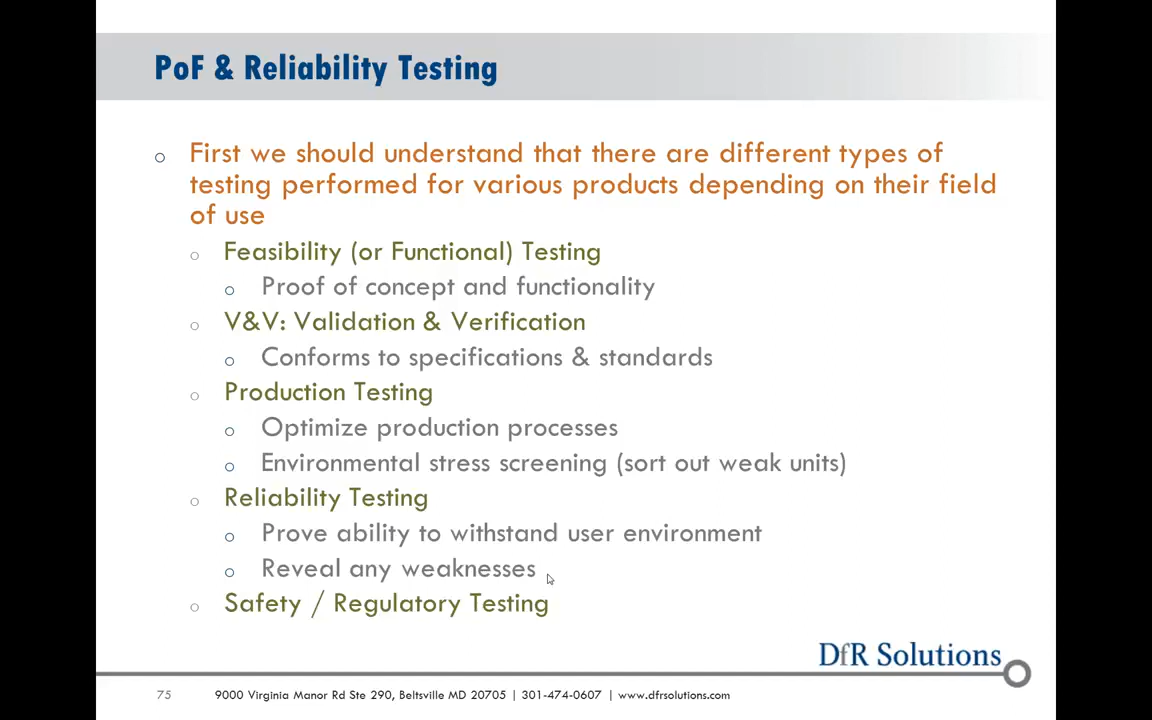 PoF & Reliability Testing
First we should understand that there are different types of
testing performed for various products depending on their field
of use
Feasibility (or Functional) Testing
Proof of concept and functionality
V&V: Validation & Verification
Conforms to specifications & standards
Production Testing
Optimize production processes
Environmental stress screening (sort out weak units)
Reliability Testing
Prove ability to withstand user environment
Reveal any weaknesses
Safety / Regulatory Testing
DfR Solutions
75 9000 Virginia Manor Rd Ste 290, Beltsville MD 20705 | 301-474-0607 | www.dfrsolutions.com